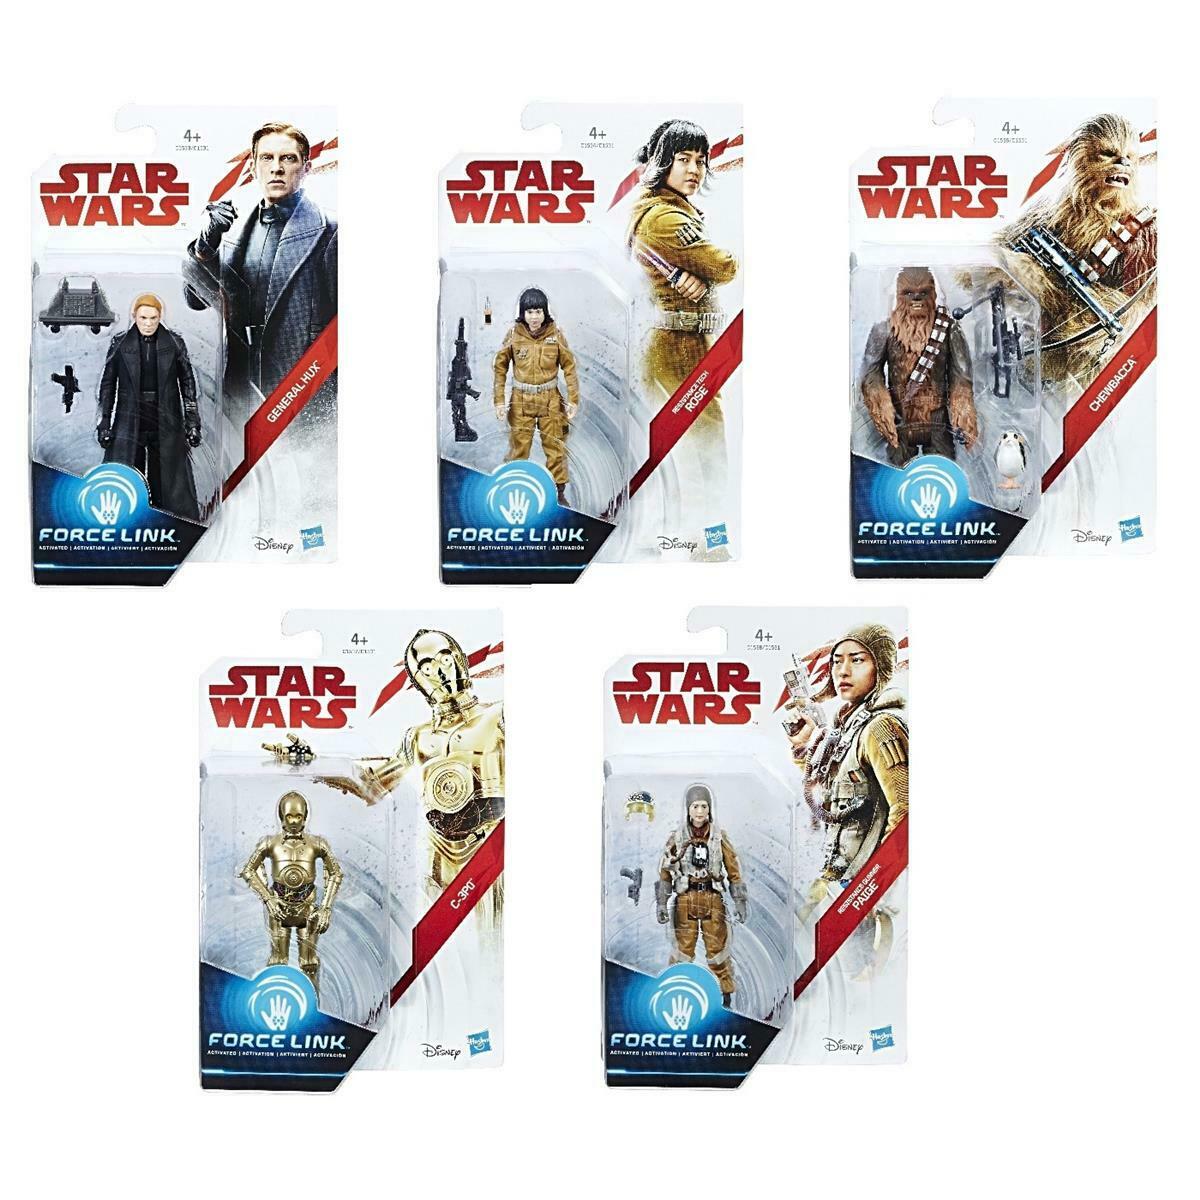 4+
STAR
WARS
GENERAL HUX
FORCE LINK
ACTIVATED | ACTIVATION | AKTIVIERT | ACTIVACIÓN
Disney
Hasbro
4+
STAR
WARS
RESISTANCE TECH
ROSE
FORCE LINK
ACTIVATED | ACTIVATION | AKTIVIERT | ACTIVACIÓN
Disney
Hasbro
4+
STAR
WARS
CHEWBACCA
FORCE LINK
ACTIVATED | ACTIVATION | AKTIVIERT | ACTIVACIÓN
Disney
Hasbro
4+
STAR
WARS
C-3PO
FORCE LINK
ACTIVATED | ACTIVATION | AKTIVIERT | ACTIVACIÓN
Disney
Hasbro
4+
STAR
WARS
RESISTANCE GUNNER
PAIGE
FORCE LINK
ACTIVATED | ACTIVATION | AKTIVIERT | ACTIVACIÓN
Disney
Hasbro